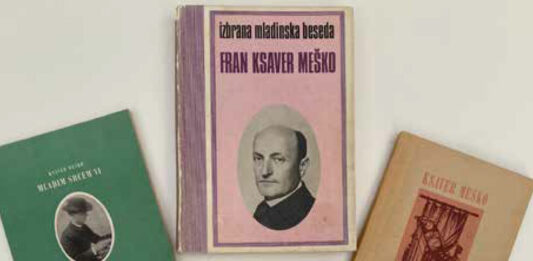 izbrana mladinska beseda
FRAN KSAVER MEŠKO
KSAVER MEŠKO
MLADIM SRCEM VI
KSAVER MEŠKO